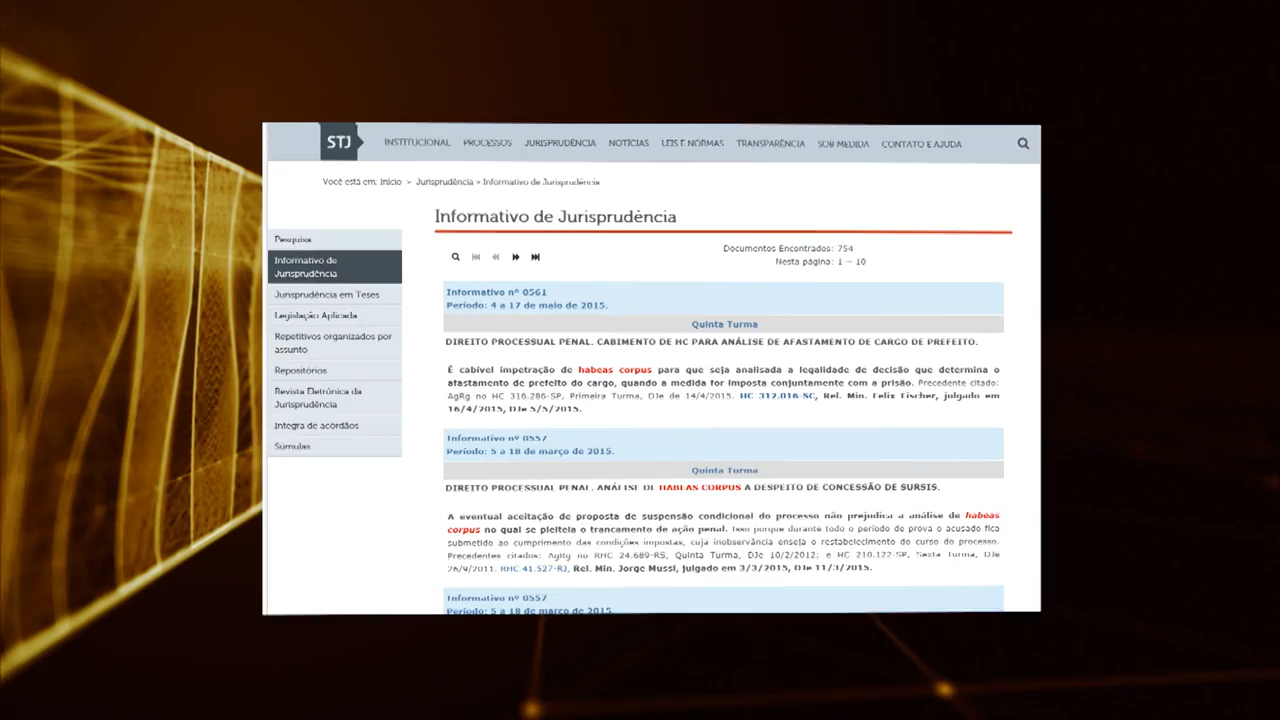 STJ
INSTITUCIONAL PROCESSOS JURISPRUDÊNCIA NOTÍCIAS LEIS E NORMAS TRANSPARÊNCIA SOB MEDIDA CONTATO E AJUDA
Você está em: Início > Jurisprudência > Informativo de Jurisprudência
Pesquisa
Informativo de
Jurisprudência
Jurisprudência em Teses
Legislação Aplicada
Repetitivos organizados por
assunto
Repositórios
Revista Eletrônica da
Jurisprudência
Íntegra de acórdãos
Súmulas
Informativo de Jurisprudência
Documentos Encontrados: 754
Nesta página: 1 – 10
Informativo nº 0561
Período: 4 a 17 de maio de 2015.
Quinta Turma
DIREITO PROCESSUAL PENAL. CABIMENTO DE HC PARA ANÁLISE DE AFASTAMENTO DE CARGO DE PREFEITO.
É cabível impetração de habeas corpus para que seja analisada a legalidade de decisão que determina o
afastamento de prefeito do cargo, quando a medida for imposta conjuntamente com a prisão. Precedente citado:
AgRg no HC 316.286-SP, Primeira Turma, DJe de 14/4/2015. HC 312.016-SC, Rel. Min. Felix Fischer, julgado em
16/4/2015, DJe 5/5/2015.
Informativo nº 0557
Período: 5 a 18 de março de 2015.
Quinta Turma
DIREITO PROCESSUAL PENAL. ANÁLISE DE HABEAS CORPUS A DESPEITO DE CONCESSÃO DE SURSIS.
A eventual aceitação de proposta de suspensão condicional do processo não prejudica a análise de habeas
corpus no qual se pleiteia o trancamento de ação penal. Isso porque durante todo o período de prova o acusado fica
submetido ao cumprimento das condições impostas, cuja inobservância enseja o restabelecimento do curso do processo.
Precedentes citados: AgRg no RHC 24.689-RS, Quinta Turma, DJe 10/2/2012; e HC 210.122-SP, Sexta Turma, DJe
26/9/2011. RHC 41.527-RJ, Rel. Min. Jorge Mussi, julgado em 3/3/2015, DJe 11/3/2015.
Informativo nº 0557
Período: 5 a 18 de março de 2015.